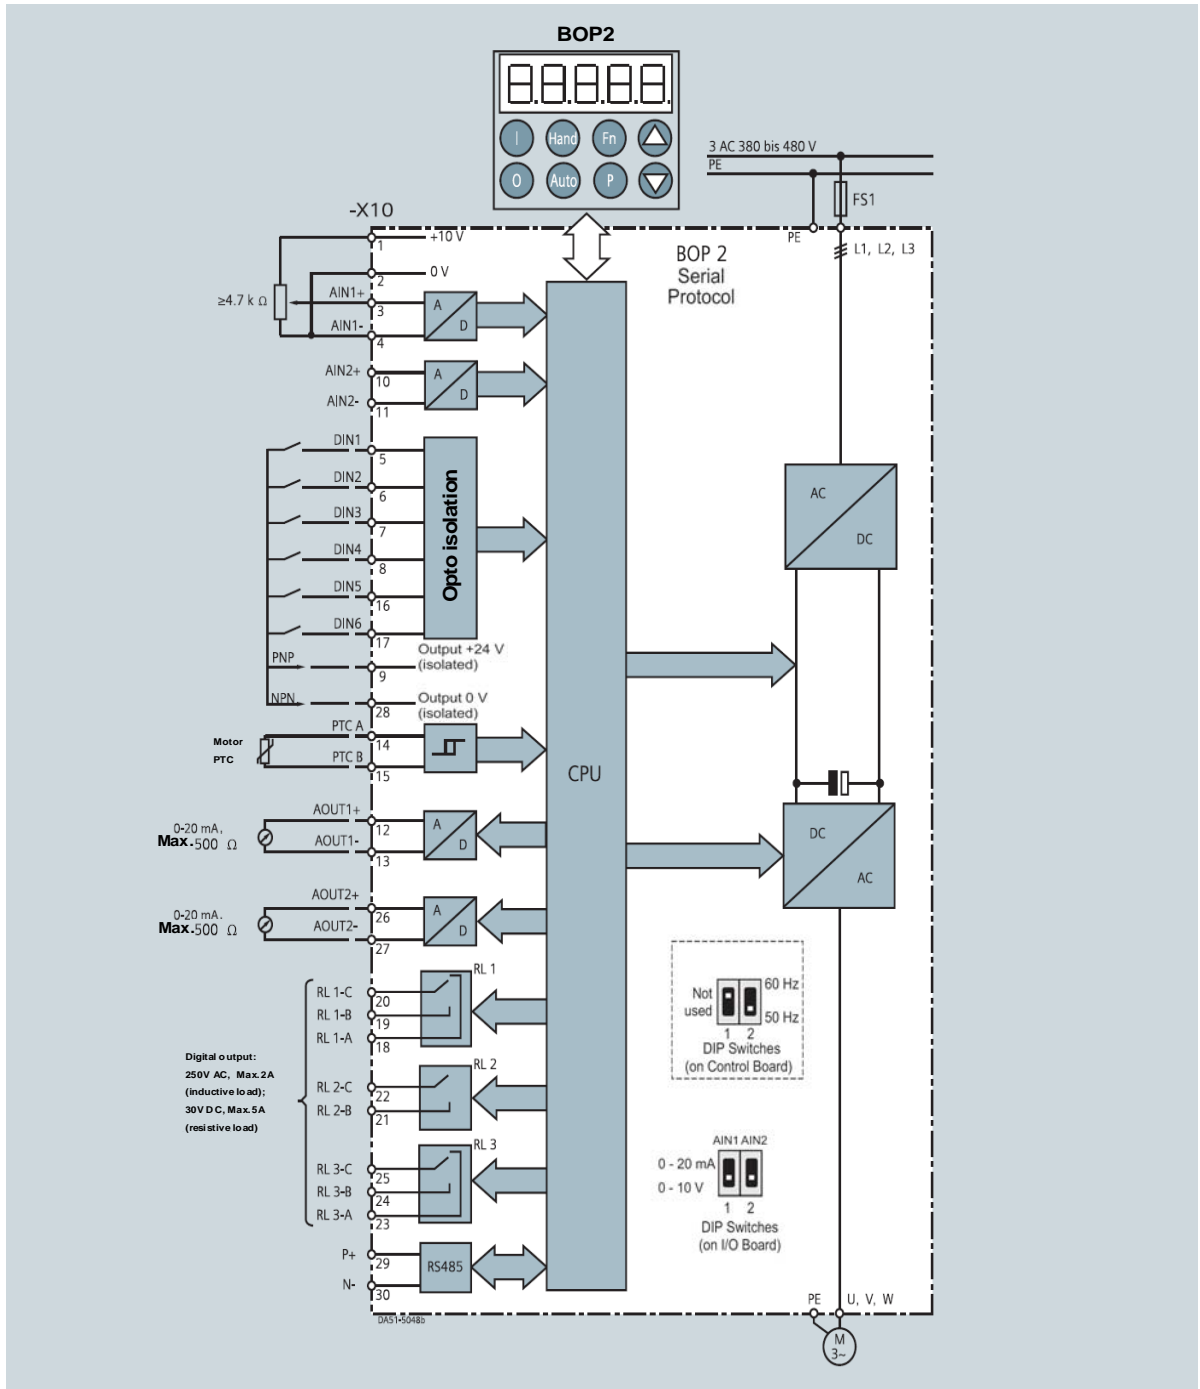 BOP2
8.8.8.8.8.
I
Hand
Fn
O
Auto
P
3 AC 380 bis 480 V
PE
FS1
-X10
PE
L1, L2, L3
BOP 2
Serial
Protocol
1
+10 V
2
0 V
≥4.7 k Ω
AIN1+
3
AIN1-
4
A
D
AIN2+
10
AIN2-
11
A
D
DIN1
5
DIN2
6
DIN3
7
DIN4
8
DIN5
16
DIN6
17
Opto isolation
PNP
9
Output +24 V
(isolated)
NPN
28
Output 0 V
(isolated)
Motor
PTC
PTC A
14
PTC B
15
CPU
AC
DC
DC
AC
0-20 mA,
Max.500 Ω
AOUT1+
12
AOUT1-
13
A
D
0-20 mA.
Max.500 Ω
AOUT2+
26
AOUT2-
27
A
D
RL 1
RL 1-C
20
RL 1-B
19
RL 1-A
18
Digital output:
250V AC, Max.2A
(inductive load);
30V DC, Max.5A
(resistive load)
RL 2
RL 2-C
22
RL 2-B
21
RL 3
RL 3-C
25
RL 3-B
24
RL 3-A
23
P+
29
N-
30
RS485
Not
used
60 Hz
50 Hz
1 2
DIP Switches
(on Control Board)
AIN1 AIN2
0 - 20 mA
0 - 10 V
1 2
DIP Switches
(on I/O Board)
PE
U, V, W
DA51-5048b
M
3~